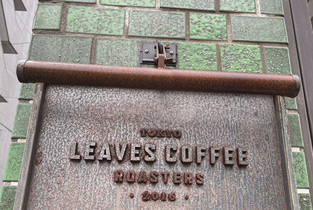 TOKYO
LEAVES COFFEE
ROASTERS
· 2016 ·